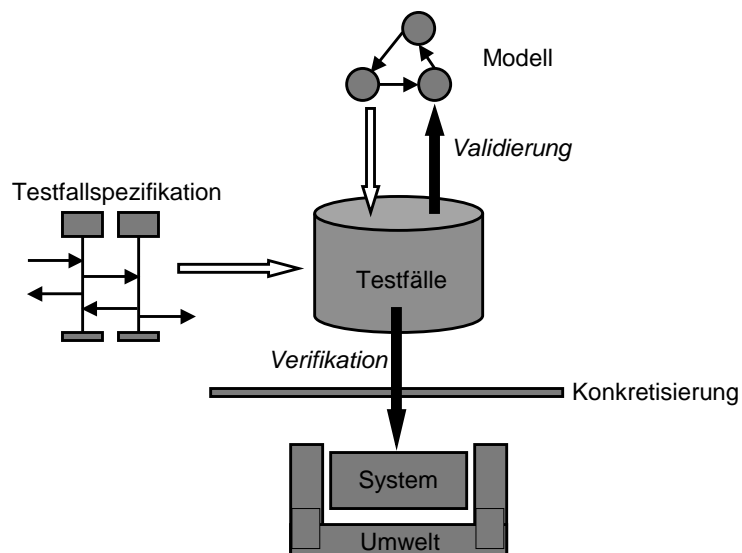 Modell
Validierung
Testfallspezifikation
Testfälle
Verifikation
Konkretisierung
System
Umwelt